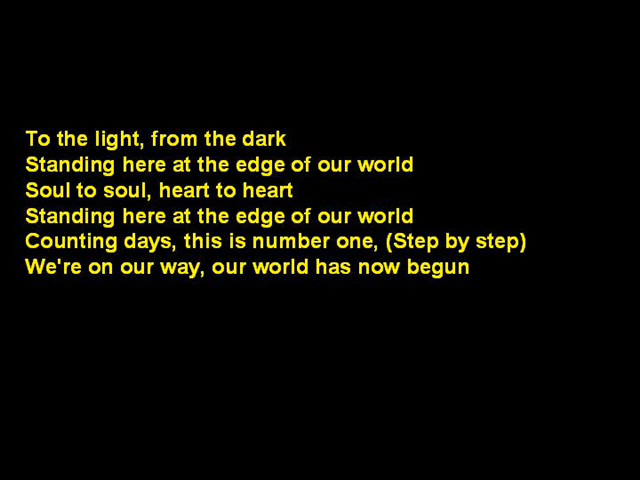 To the light, from the dark
Standing here at the edge of our world
Soul to soul, heart to heart
Standing here at the edge of our world
Counting days, this is number one, (Step by step)
We're on our way, our world has now begun